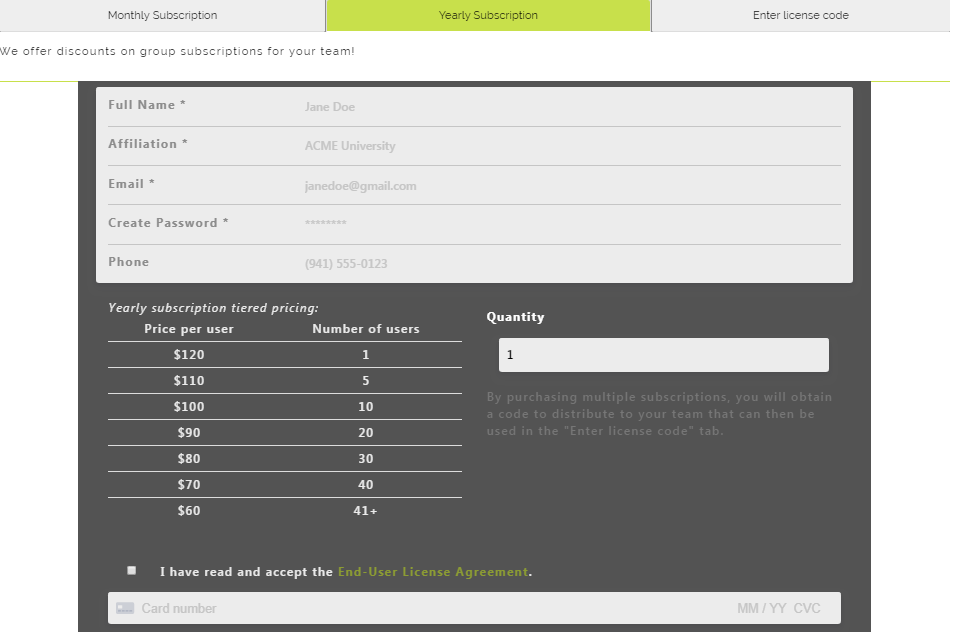 Monthly Subscription Yearly Subscription Enter license code
We offer discounts on group subscriptions for your team!
Full Name * Jane Doe
Affiliation * ACME University
Email * janedoe@gmail.com
Create Password * ********
Phone (941) 555-0123
Yearly subscription tiered pricing:
Price per user Number of users
$120 1
$110 5
$100 10
$90 20
$80 30
$70 40
$60 41+
Quantity
1
By purchasing multiple subscriptions, you will obtain
a code to distribute to your team that can then be
used in the "Enter license code" tab.
I have read and accept the End-User License Agreement.
Card number MM / YY CVC